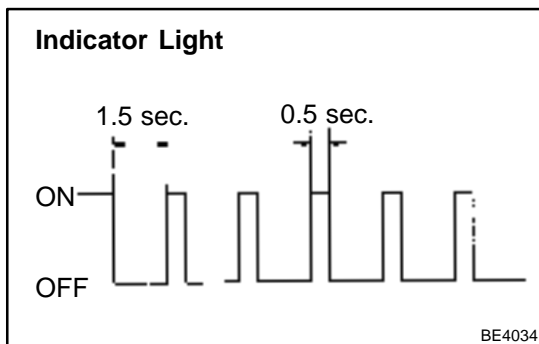 Indicator Light
1.5 sec. 0.5 sec.
ON
OFF
BE4034